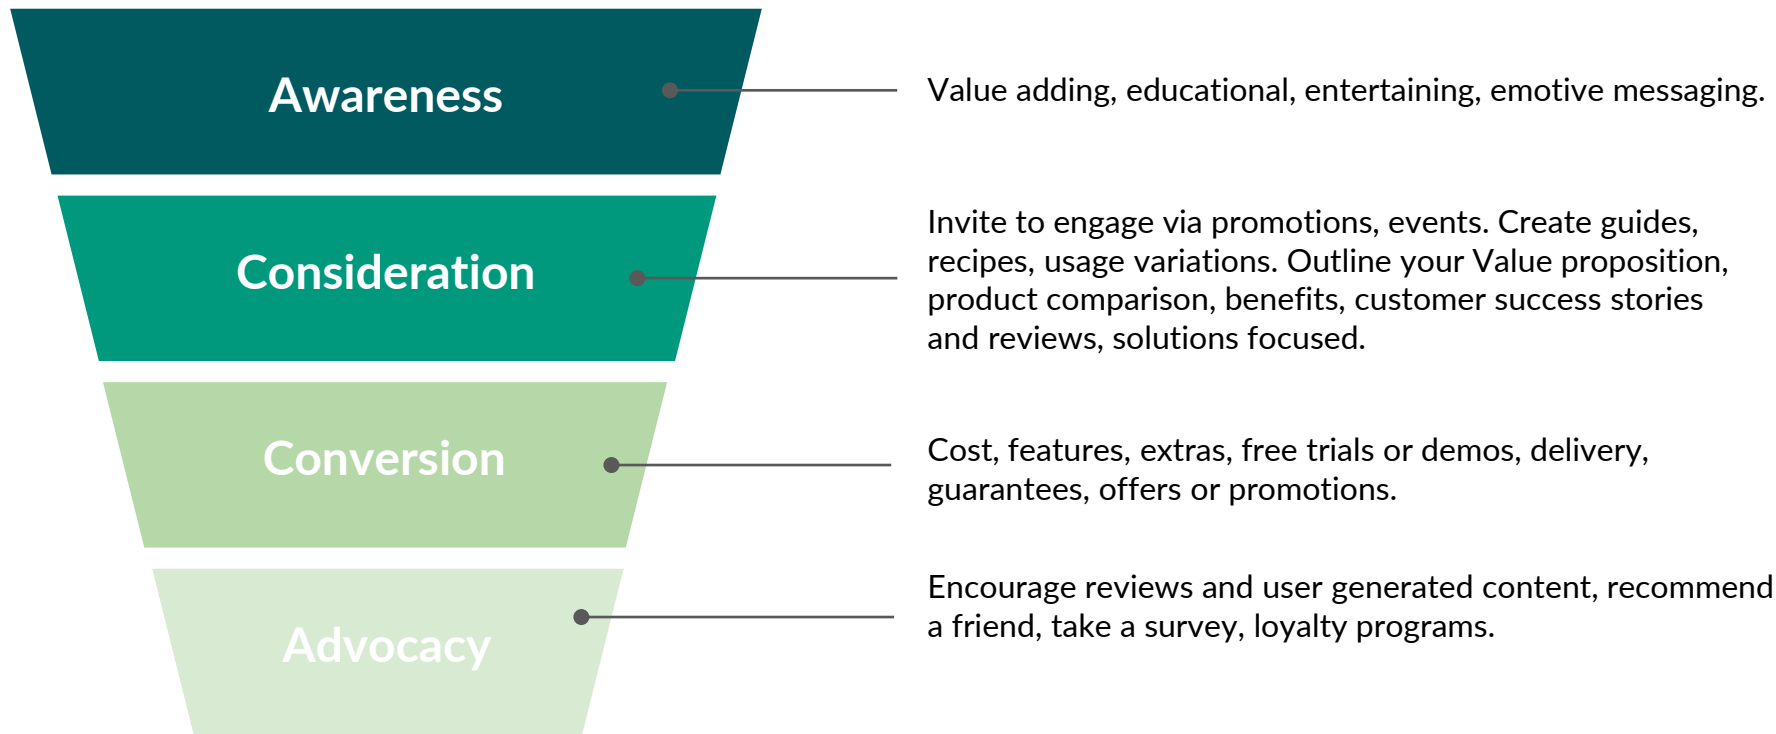 Awareness
Value adding, educational, entertaining, emotive messaging.
Consideration
Invite to engage via promotions, events. Create guides,
recipes, usage variations. Outline your Value proposition,
product comparison, benefits, customer success stories
and reviews, solutions focused.
Conversion
Cost, features, extras, free trials or demos, delivery,
guarantees, offers or promotions.
Advocacy
Encourage reviews and user generated content, recommend
a friend, take a survey, loyalty programs.